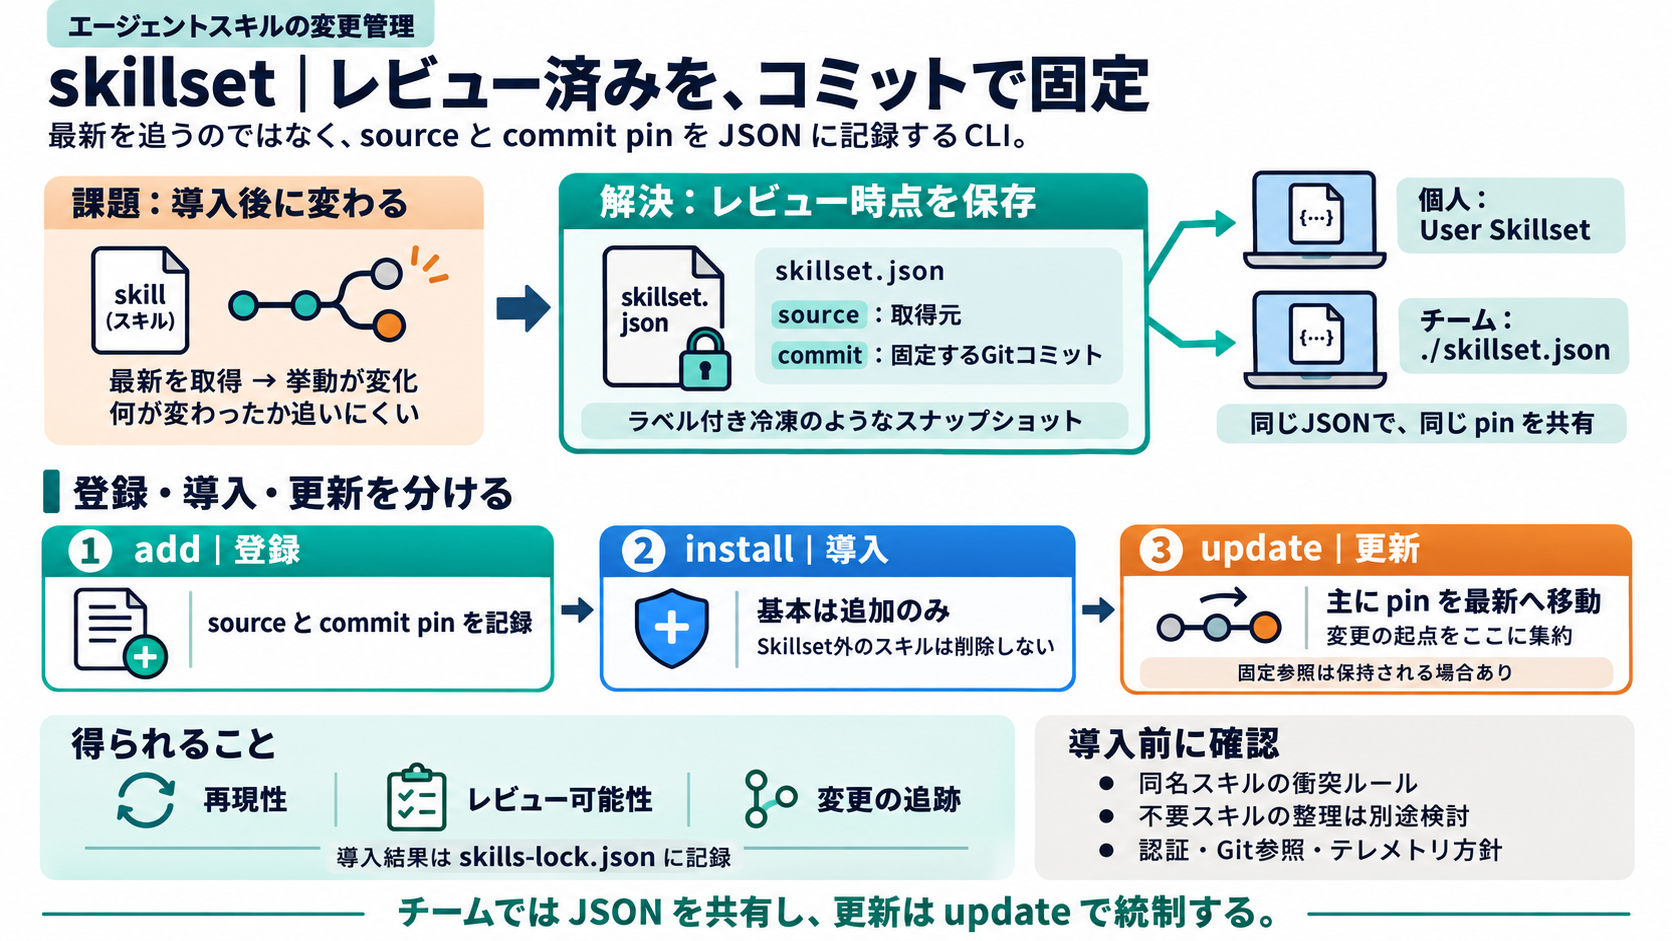 エージェントスキルの変更管理
skillset｜レビュー済みを、コミットで固定
最新を追うのではなく、source と commit pin を JSON に記録する CLI。
課題：導入後に変わる
skill
(スキル)
最新を取得 → 挙動が変化
何が変わったか追いにくい
解決：レビュー時点を保存
skillset.
json
skillset.json
source：取得元
commit：固定するGitコミット
ラベル付き冷凍のようなスナップショット
{...}
個人：
User Skillset
{...}
チーム：
./skillset.json
同じJSONで、同じ pin を共有
登録・導入・更新を分ける
1 add｜登録
source と commit pin を記録
2 install｜導入
基本は追加のみ
Skillset外のスキルは削除しない
3 update｜更新
主に pin を最新へ移動
変更の起点をここに集約
固定参照は保持される場合あり
得られること
再現性
レビュー可能性
変更の追跡
導入結果は skills-lock.json に記録
導入前に確認
● 同名スキルの衝突ルール
● 不要スキルの整理は別途検討
● 認証・Git参照・テレメトリ方針
チームでは JSON を共有し、更新は update で統制する。